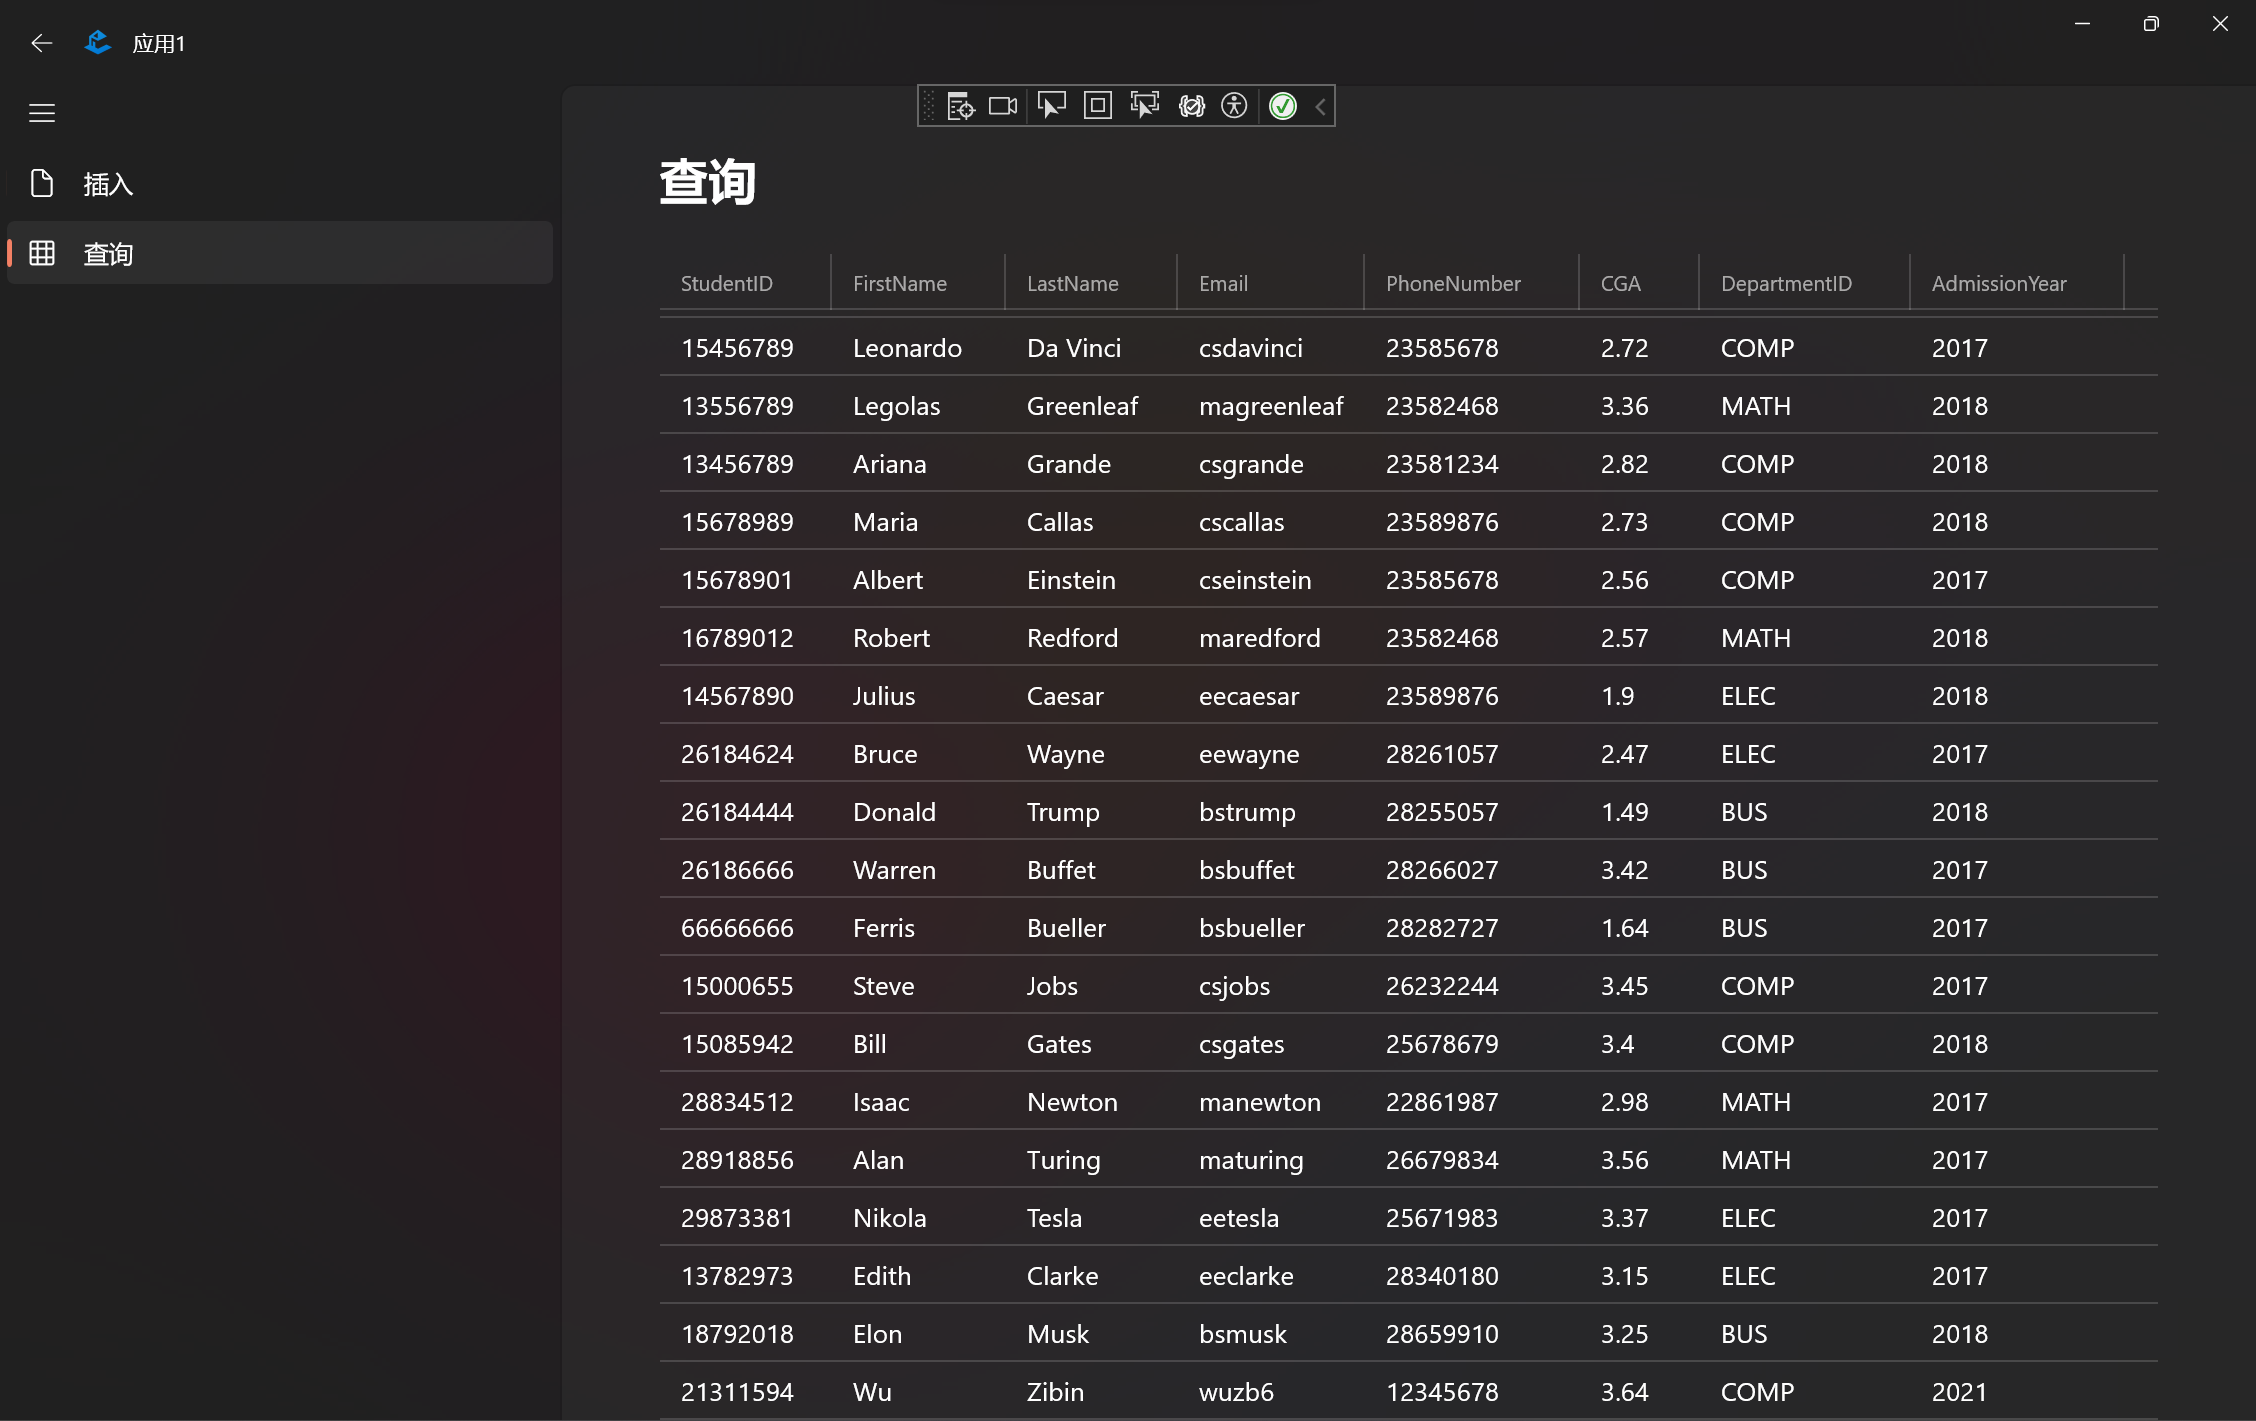 应用1
插入
查询
查询
StudentID FirstName LastName Email PhoneNumber CGA DepartmentID AdmissionYear
15456789 Leonardo Da Vinci csdavinci 23585678 2.72 COMP 2017
13556789 Legolas Greenleaf magreenleaf 23582468 3.36 MATH 2018
13456789 Ariana Grande csgrande 23581234 2.82 COMP 2018
15678989 Maria Callas cscallas 23589876 2.73 COMP 2018
15678901 Albert Einstein cseinstein 23585678 2.56 COMP 2017
16789012 Robert Redford maredford 23582468 2.57 MATH 2018
14567890 Julius Caesar eecaesar 23589876 1.9 ELEC 2018
26184624 Bruce Wayne eewayne 28261057 2.47 ELEC 2017
26184444 Donald Trump bstrump 28255057 1.49 BUS 2018
26186666 Warren Buffet bsbuffet 28266027 3.42 BUS 2017
66666666 Ferris Bueller bsbueller 28282727 1.64 BUS 2017
15000655 Steve Jobs csjobs 26232244 3.45 COMP 2017
15085942 Bill Gates csgates 25678679 3.4 COMP 2018
28834512 Isaac Newton manewton 22861987 2.98 MATH 2017
28918856 Alan Turing maturing 26679834 3.56 MATH 2017
29873381 Nikola Tesla eetesla 25671983 3.37 ELEC 2017
13782973 Edith Clarke eeclarke 28340180 3.15 ELEC 2017
18792018 Elon Musk bsmusk 28659910 3.25 BUS 2018
21311594 Wu Zibin wuzb6 12345678 3.64 COMP 2021